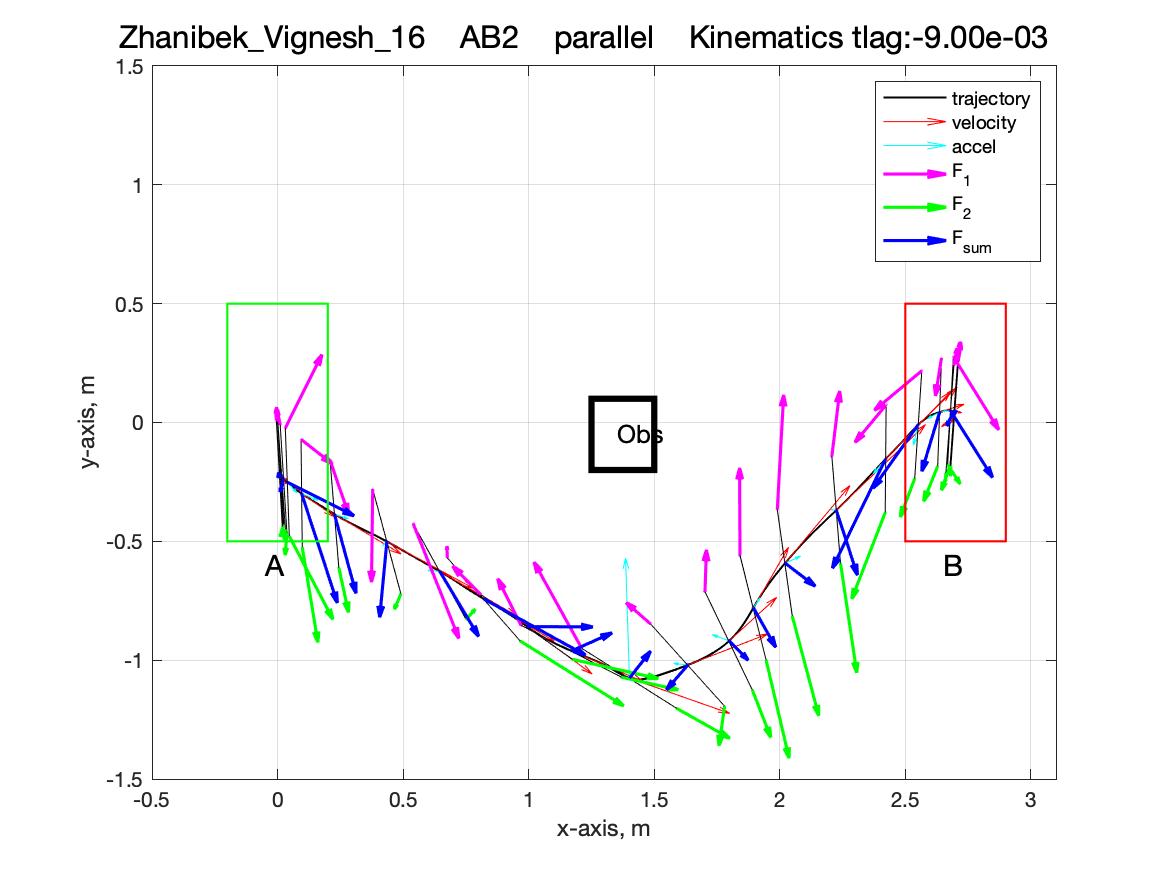 Zhanibek_Vignesh_16 AB2 parallel Kinematics tlag:-9.00e-03
1.5
1
0.5
0
-0.5
-1
-1.5
y-axis, m
trajectory
velocity
accel
F1
F2
Fsum
Obs
A
B
-0.5 0 0.5 1 1.5 2 2.5 3
x-axis, m